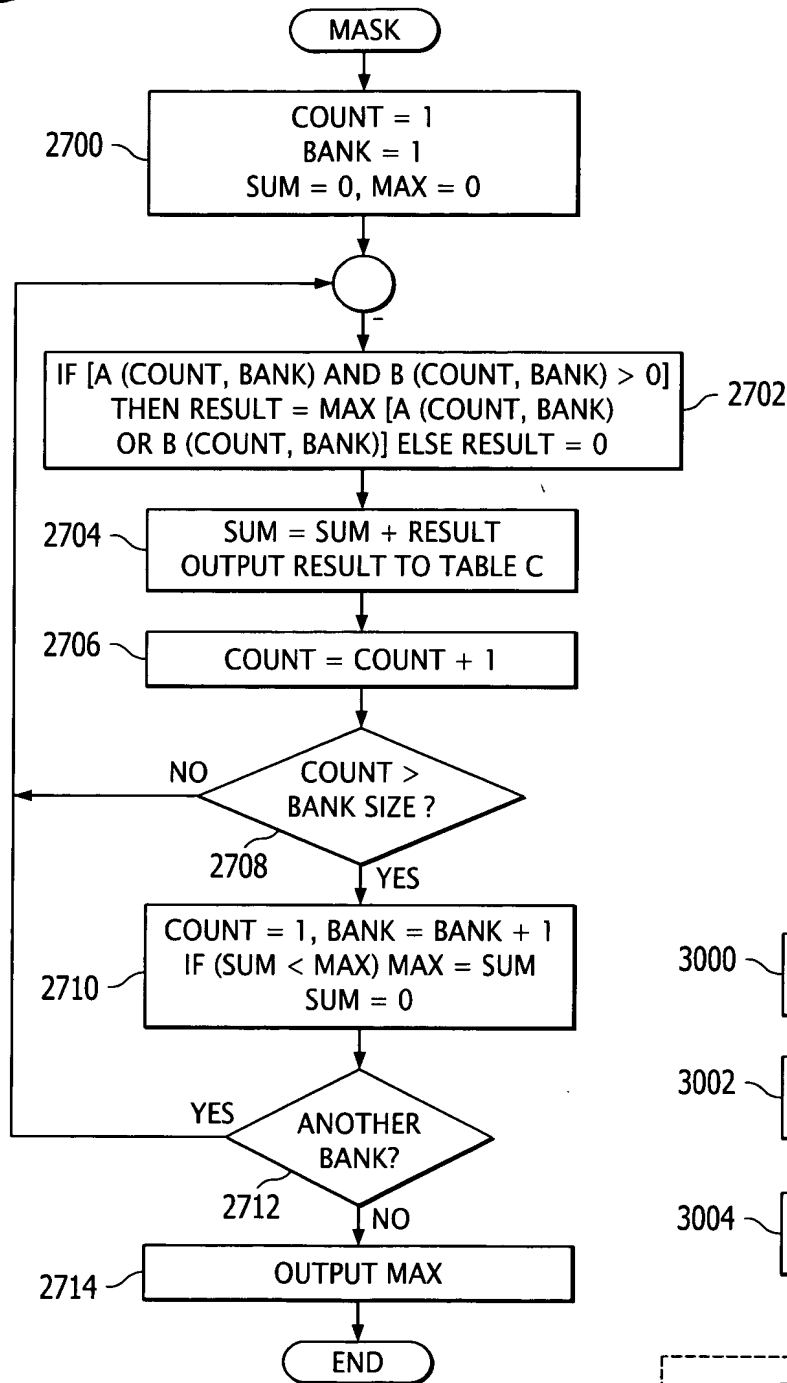 MASK
2700
COUNT = 1
BANK = 1
SUM = 0, MAX = 0
IF [A (COUNT, BANK) AND B (COUNT, BANK) > 0]
THEN RESULT = MAX [A (COUNT, BANK)
OR B (COUNT, BANK)] ELSE RESULT = 0
2702
2704
SUM = SUM + RESULT
OUTPUT RESULT TO TABLE C
2706
COUNT = COUNT + 1
NO
COUNT >
BANK SIZE ?
2708
YES
2710
COUNT = 1, BANK = BANK + 1
IF (SUM < MAX) MAX = SUM
SUM = 0
3000
3002
YES
ANOTHER
BANK?
2712
NO
3004
2714
OUTPUT MAX
END